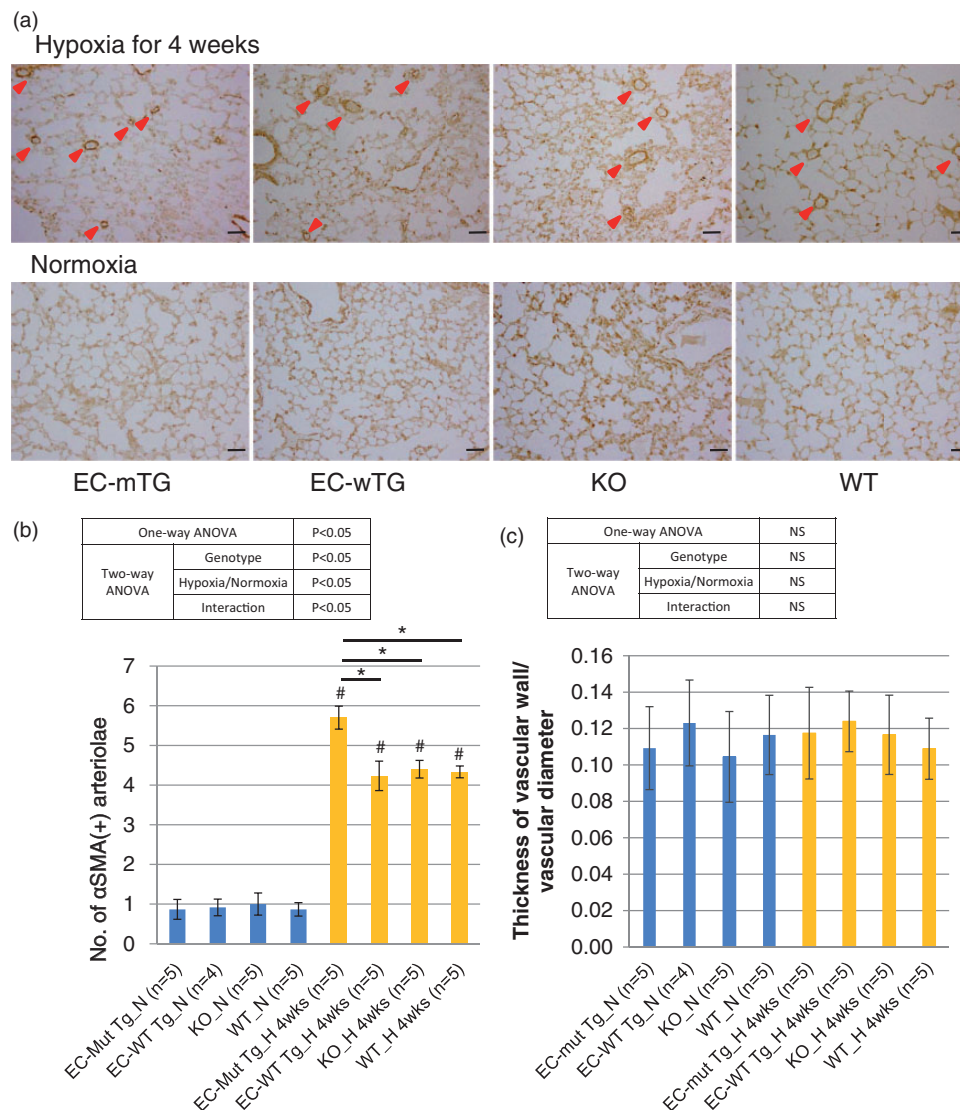 (a)
Hypoxia for 4 weeks
Normoxia
EC-mTG EC-wTG KO WT
(b)
One-way ANOVA P<0.05
Two-way ANOVA
Genotype P<0.05
Hypoxia/Normoxia P<0.05
Interaction P<0.05
*
*
*
#
#
#
#
No. of αSMA(+) arteriolae
7
6
5
4
3
2
1
0
EC-Mut Tg_N (n=5)
EC-WT Tg_N (n=4)
KO_N (n=5)
WT_N (n=5)
EC-Mut Tg_H 4wks (n=5)
EC-WT Tg_H 4wks (n=5)
KO_H 4wks (n=5)
WT_H 4wks (n=5)
(c)
One-way ANOVA NS
Two-way ANOVA
Genotype NS
Hypoxia/Normoxia NS
Interaction NS
Thickness of vascular wall/
vascular diameter
0.16
0.14
0.12
0.10
0.08
0.06
0.04
0.02
0.00
EC-mut Tg_N (n=5)
EC-WT Tg_N (n=4)
KO_N (n=5)
WT_N (n=5)
EC-mut Tg_H 4wks (n=5)
EC-WT Tg_H 4wks (n=5)
KO_H 4wks (n=5)
WT_H 4wks (n=5)